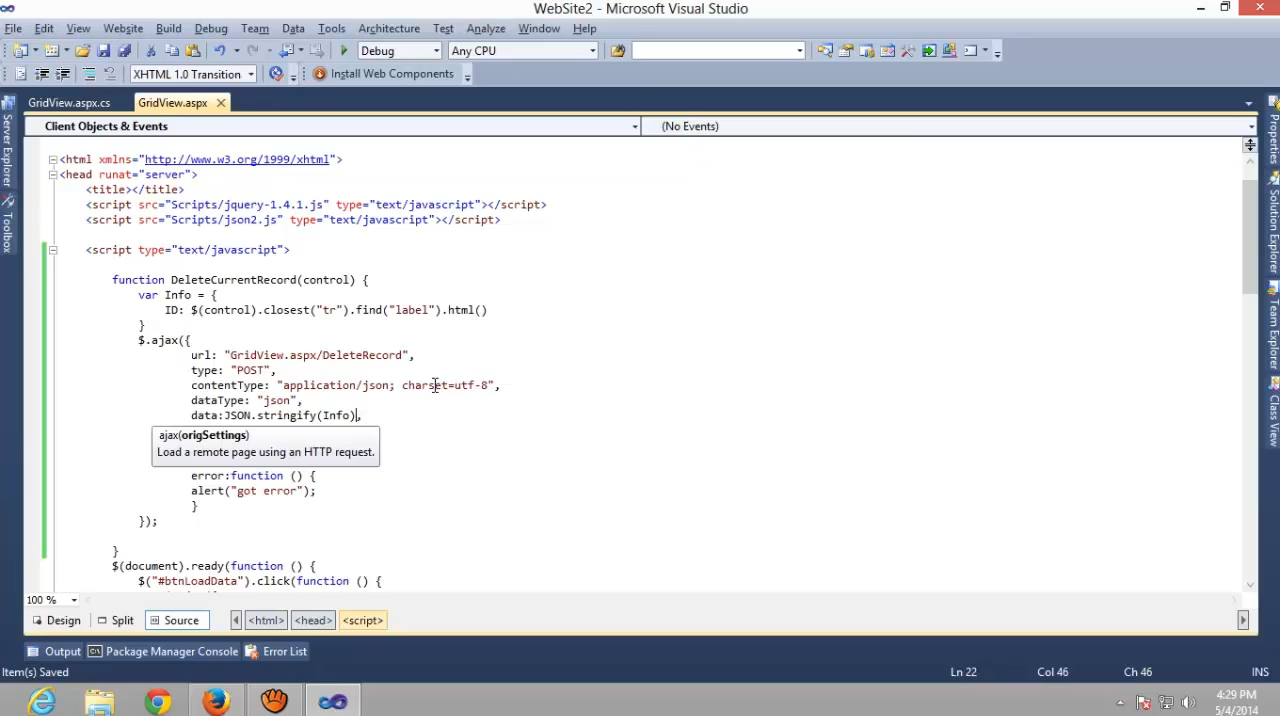 WebSite2 - Microsoft Visual Studio
File Edit View Website Build Debug Team Data Tools Architecture Test Analyze Window Help
Debug Any CPU
XHTML 1.0 Transition Install Web Components
GridView.aspx.cs GridView.aspx
Client Objects & Events (No Events)
Server Explorer
Toolbox
Properties
Solution Explorer
Team Explorer
CSS Properties
<html xmlns="http://www.w3.org/1999/xhtml">
<head runat="server">
<title></title>
<script src="Scripts/jquery-1.4.1.js" type="text/javascript"></script>
<script src="Scripts/json2.js" type="text/javascript"></script>
<script type="text/javascript">
function DeleteCurrentRecord(control) {
var Info = {
ID: $(control).closest("tr").find("label").html()
}
$.ajax({
url: "GridView.aspx/DeleteRecord",
type: "POST",
contentType: "application/json; charset=utf-8",
dataType: "json",
data:JSON.stringify(Info),
ajax(origSettings)
Load a remote page using an HTTP request.
error:function () {
alert("got error");
}
});
}
$(document).ready(function () {
$("#btnLoadData").click(function () {
100 %
Design Split Source <html> <head> <script>
Output Package Manager Console Error List
Item(s) Saved Ln 22 Col 46 Ch 46 INS
4:29 PM
5/4/2014